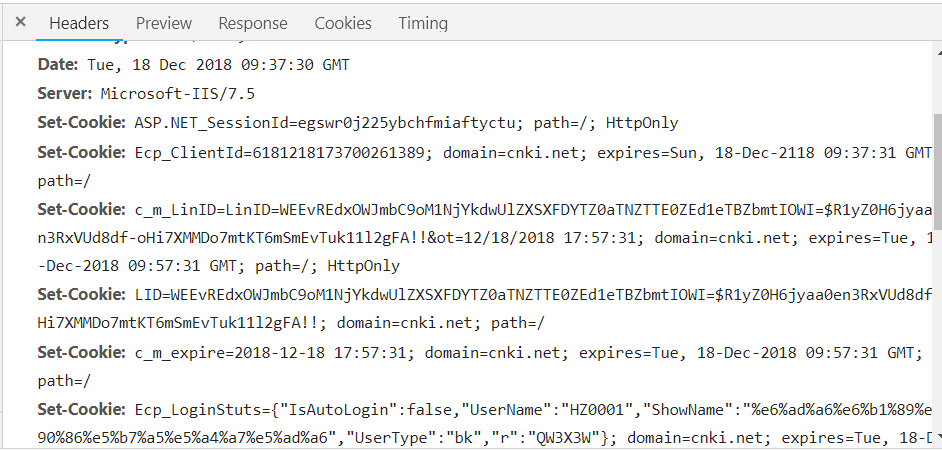 × Headers Preview Response Cookies Timing
Date: Tue, 18 Dec 2018 09:37:30 GMT
Server: Microsoft-IIS/7.5
Set-Cookie: ASP.NET_SessionId=egswr0j225ybchfmiaftyctu; path=/; HttpOnly
Set-Cookie: Ecp_ClientId=6181218173700261389; domain=cnki.net; expires=Sun, 18-Dec-2118 09:37:31 GMT
path=/
Set-Cookie: c_m_LinID=LinID=WEEvREdxOWJmbC9oM1NjYkdwUlZXSXFDYTZ0aTNZTTE0ZEd1eTBZbmtIOWI=$R1yZ0H6jyaa
n3RxVUd8df-oHi7XMMDo7mtKT6mSmEvTuk11l2gFA!!&ot=12/18/2018 17:57:31; domain=cnki.net; expires=Tue, 1
-Dec-2018 09:57:31 GMT; path=/; HttpOnly
Set-Cookie: LID=WEEvREdxOWJmbC9oM1NjYkdwUlZXSXFDYTZ0aTNZTTE0ZEd1eTBZbmtIOWI=$R1yZ0H6jyaa0en3RxVUd8df
Hi7XMMDo7mtKT6mSmEvTuk11l2gFA!!; domain=cnki.net; path=/
Set-Cookie: c_m_expire=2018-12-18 17:57:31; domain=cnki.net; expires=Tue, 18-Dec-2018 09:57:31 GMT;
path=/
Set-Cookie: Ecp_LoginStuts={"IsAutoLogin":false,"UserName":"HZ0001","ShowName":"%e6%ad%a6%e6%b1%89%e
90%86%e5%b7%a5%e5%a4%a7%e5%ad%a6","UserType":"bk","r":"QW3X3W"}; domain=cnki.net; expires=Tue, 18-D